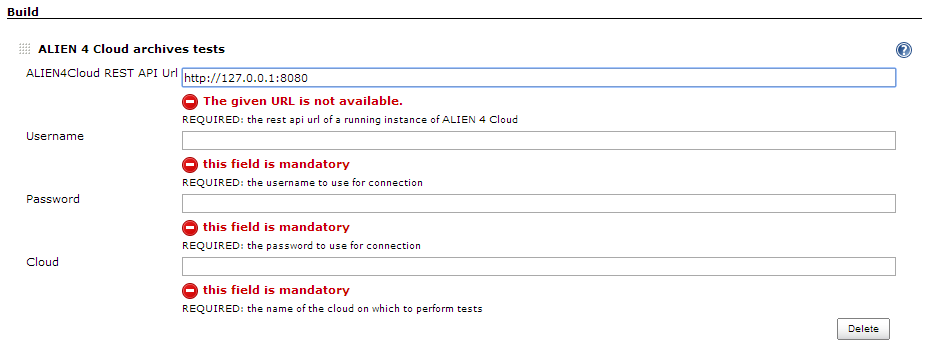 Build
ALIEN 4 Cloud archives tests
ALIEN4Cloud REST API Url http://127.0.0.1:8080
The given URL is not available.
REQUIRED: the rest api url of a running instance of ALIEN 4 Cloud
Username
this field is mandatory
REQUIRED: the username to use for connection
Password
this field is mandatory
REQUIRED: the password to use for connection
Cloud
this field is mandatory
REQUIRED: the name of the cloud on which to perform tests
Delete